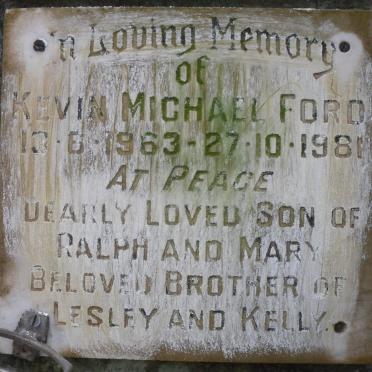 In Loving Memory
of
Kevin Michael Ford
13·6·1963-27·10·1981
At Peace
Dearly Loved Son of
Ralph and Mary
Beloved Brother of
Lesley and Kelly.